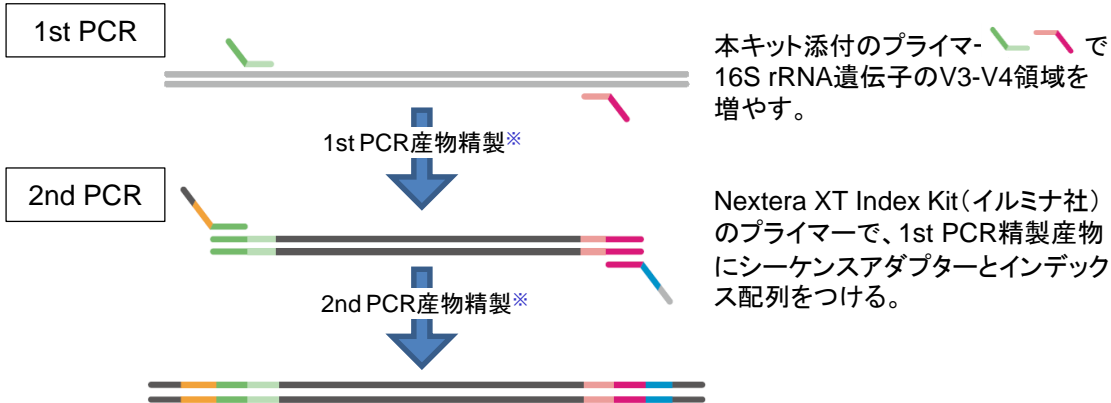 1st PCR
本キット添付のプライマ- で
16S rRNA遺伝子のV3-V4領域を
増やす。
1st PCR産物精製※
2nd PCR
Nextera XT Index Kit（イルミナ社）
のプライマーで、1st PCR精製産物
にシーケンスアダプターとインデック
ス配列をつける。
2nd PCR産物精製※